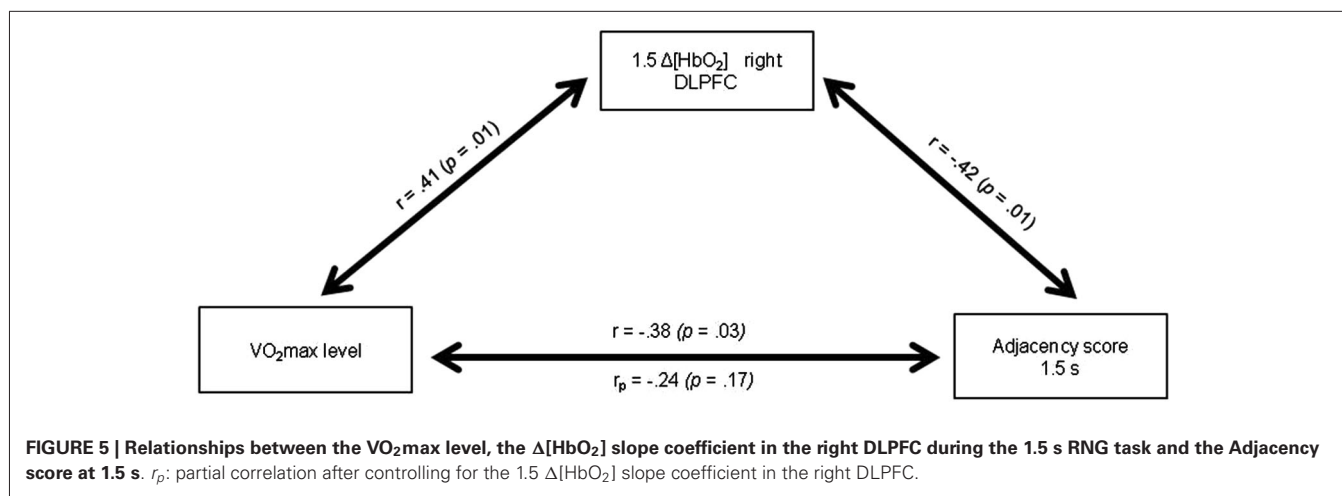 1.5 Δ[HbO₂] right
DLPFC
r = .41 (p = .01)
r = -.42 (p = .01)
VO₂max level
r = -.38 (p = .03)
rₚ = -.24 (p = .17)
Adjacency score
1.5 s
FIGURE 5 | Relationships between the VO₂max level, the Δ[HbO₂] slope coefficient in the right DLPFC during the 1.5 s RNG task and the Adjacency
score at 1.5 s. rₚ: partial correlation after controlling for the 1.5 Δ[HbO₂] slope coefficient in the right DLPFC.